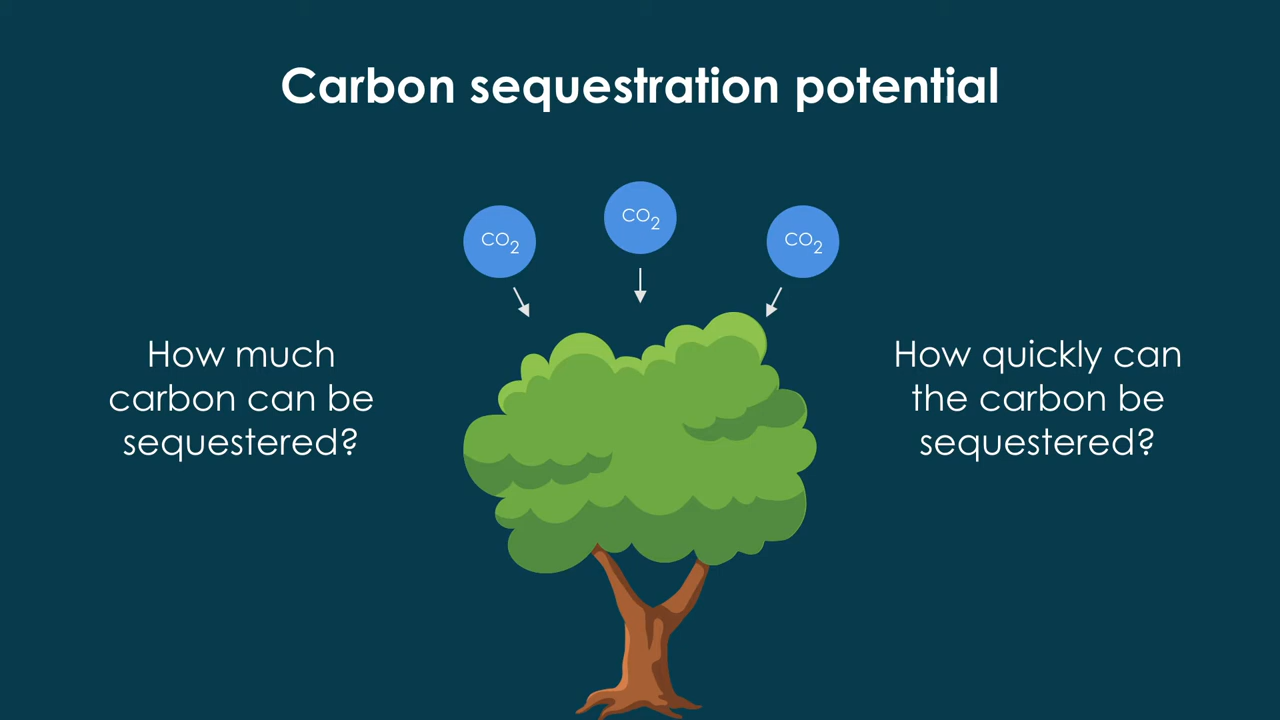 Carbon sequestration potential
CO₂
CO₂
CO₂
How much
carbon can be
sequestered?
How quickly can
the carbon be
sequestered?